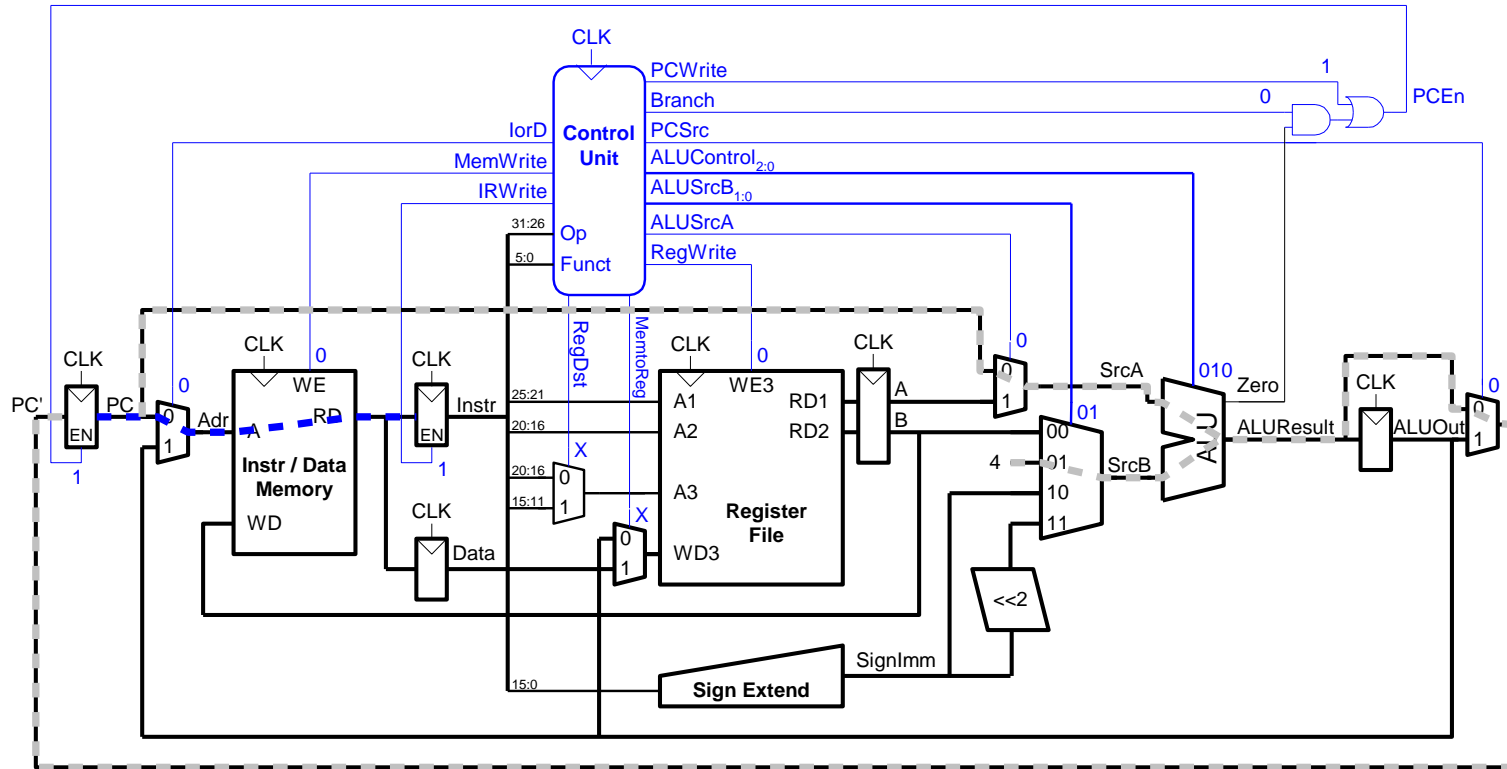 CLK
PCWrite 1
Branch 0 PCEn
IorD Control Unit PCSrc
MemWrite ALUControl2:0
IRWrite ALUSrcB1:0
31:26 Op ALUSrcA
5:0 Funct RegWrite
RegDst
MemtoReg
CLK CLK CLK CLK CLK
0 0 0 0 0
PC' EN PC 0 1 Adr
1
WE
A RD
Instr / Data
Memory
WD
EN Instr
1
CLK
Data
25:21 A1
20:16 A2
20:16 0 X
15:11 1
A3
0 X
1
WD3
WE3
RD1
RD2
Register
File
A
B
0
1
SrcA
01
00
4 01
10
11
SrcB
<<2
010
ALU
Zero
ALUResult
CLK
ALUOut
0
1
SignImm
15:0 Sign Extend